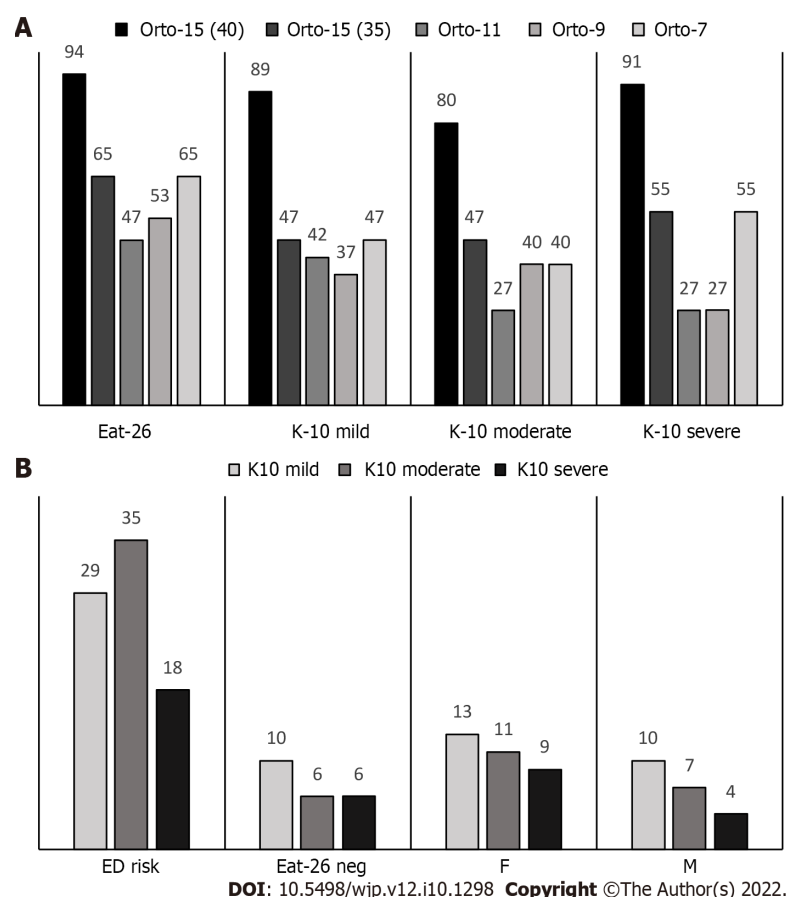 A
Orto-15 (40) Orto-15 (35) Orto-11 Orto-9 Orto-7
94 65 47 53 65 89 47 42 37 47 80 47 27 40 40 91 55 27 27 55
Eat-26 K-10 mild K-10 moderate K-10 severe
B
K10 mild K10 moderate K10 severe
29 35 18 10 6 6 13 11 9 10 7 4
ED risk Eat-26 neg F M
DOI: 10.5498/wjp.v12.i10.1298 Copyright ©The Author(s) 2022.